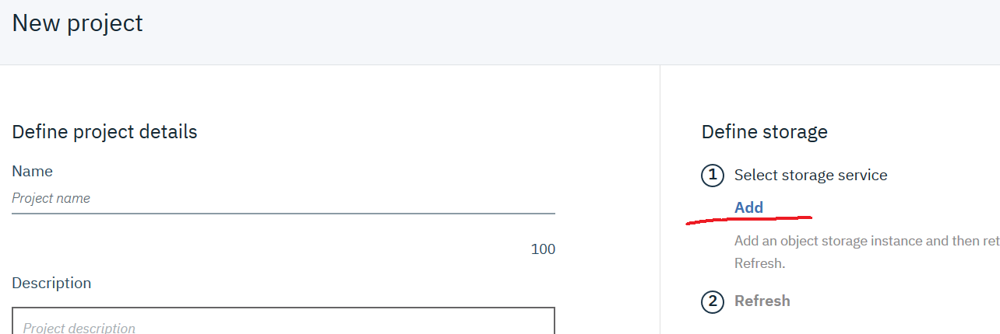 New project
Define project details
Name
Project name
100
Description
Project description
Define storage
1 Select storage service
Add
Add an object storage instance and then ret
Refresh.
2 Refresh